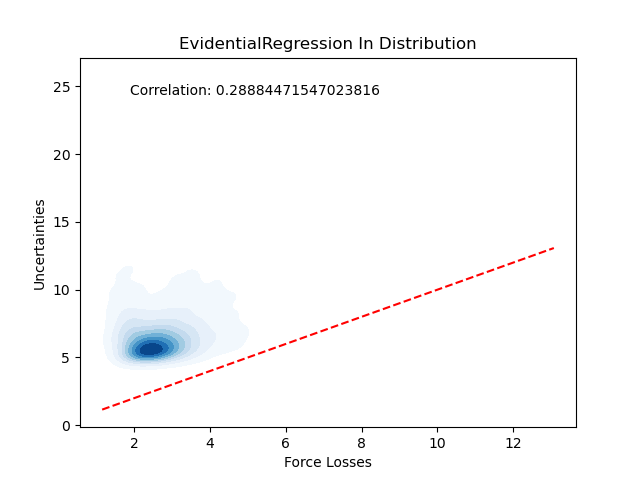 EvidentialRegression In Distribution
Correlation: 0.28884471547023816
Uncertainties
25
20
15
10
5
0
2 4 6 8 10 12
Force Losses